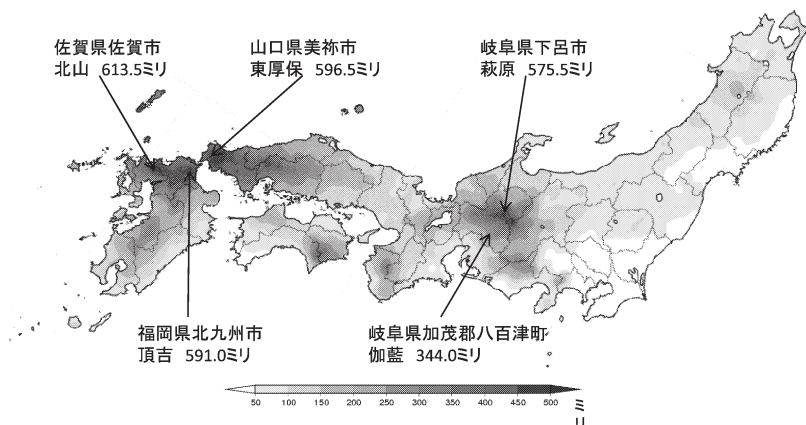 佐賀県佐賀市
北山 613.5ミリ
山口県美祢市
東厚保 596.5ミリ
岐阜県下呂市
萩原 575.5ミリ
福岡県北九州市
頂吉 591.0ミリ
岐阜県加茂郡八百津町
伽藍 344.0ミリ
50 100 150 200 250 300 350 400 450 500
ミリ